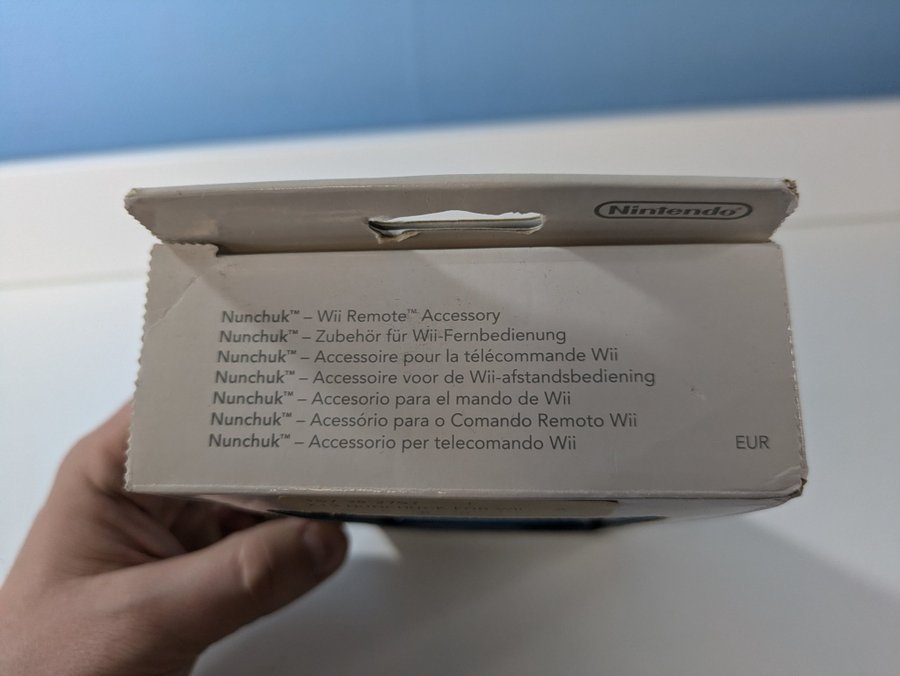 Nintendo®
Nunchuk™ – Wii Remote™ Accessory
Nunchuk™ – Zubehör für Wii-Fernbedienung
Nunchuk™ – Accessoire pour la télécommande Wii
Nunchuk™ – Accessoire voor de Wii-afstandsbediening
Nunchuk™ – Accesorio para el mando de Wii
Nunchuk™ – Acessório para o Comando Remoto Wii
Nunchuk™ – Accessorio per telecomando Wii
EUR